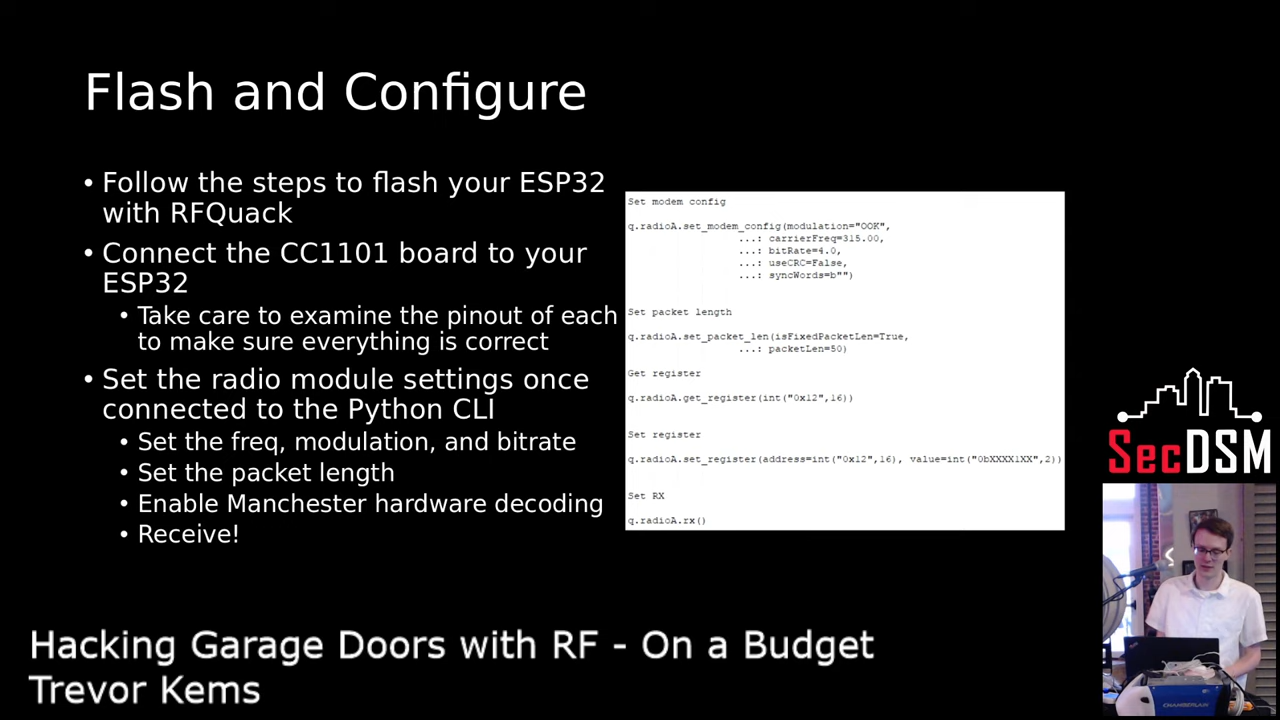 Flash and Configure
• Follow the steps to flash your ESP32
with RFQuack
• Connect the CC1101 board to your
ESP32
• Take care to examine the pinout of each
to make sure everything is correct
• Set the radio module settings once
connected to the Python CLI
• Set the freq, modulation, and bitrate
• Set the packet length
• Enable Manchester hardware decoding
• Receive!
Set modem config
q.radioA.set_modem_config(modulation="OOK",
...: carrierFreq=315.00,
...: bitRate=4.0,
...: useCRC=False,
...: syncWords=b"")
Set packet length
q.radioA.set_packet_len(isFixedPacketLen=True,
...: packetLen=50)
Get register
q.radioA.get_register(int("0x12",16))
Set register
q.radioA.set_register(address=int("0x12",16), value=int("0bXXXX1XX",2))
Set RX
q.radioA.rx()
SecDSM
CHAMBERLAIN
Hacking Garage Doors with RF - On a Budget
Trevor Kems